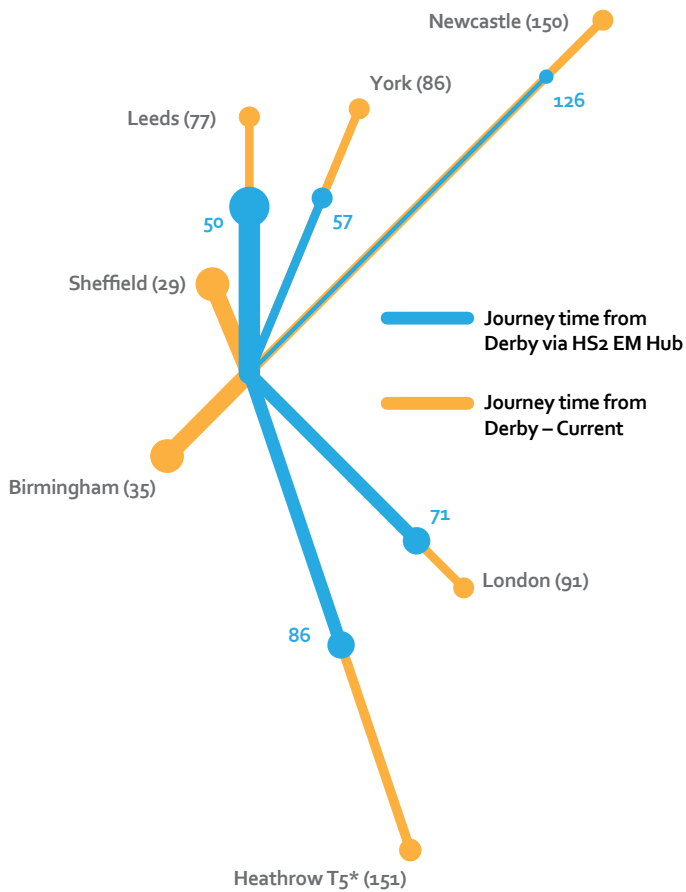 Newcastle (150)
York (86)
126
Leeds (77)
50
57
Sheffield (29)
Journey time from
Derby via HS2 EM Hub
Journey time from
Derby – Current
Birmingham (35)
71
London (91)
86
Heathrow T5* (151)